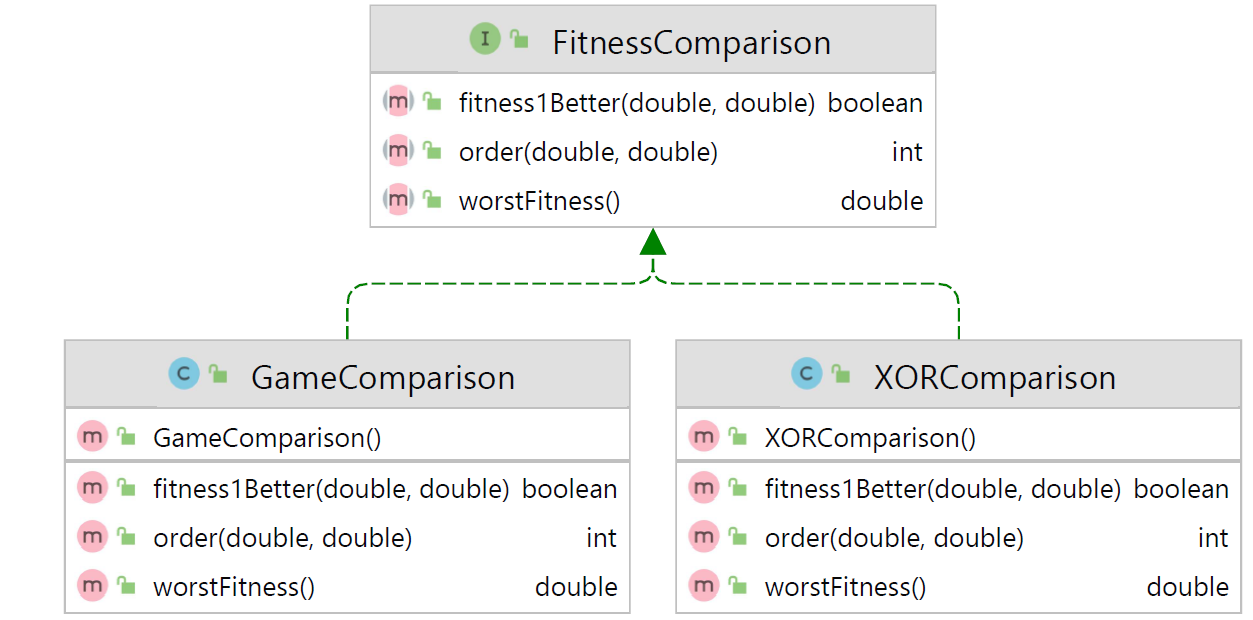 I FitnessComparison
m fitness1Better(double, double) boolean
m order(double, double) int
m worstFitness() double
C GameComparison
m GameComparison()
m fitness1Better(double, double) boolean
m order(double, double) int
m worstFitness() double
C XORComparison
m XORComparison()
m fitness1Better(double, double) boolean
m order(double, double) int
m worstFitness() double